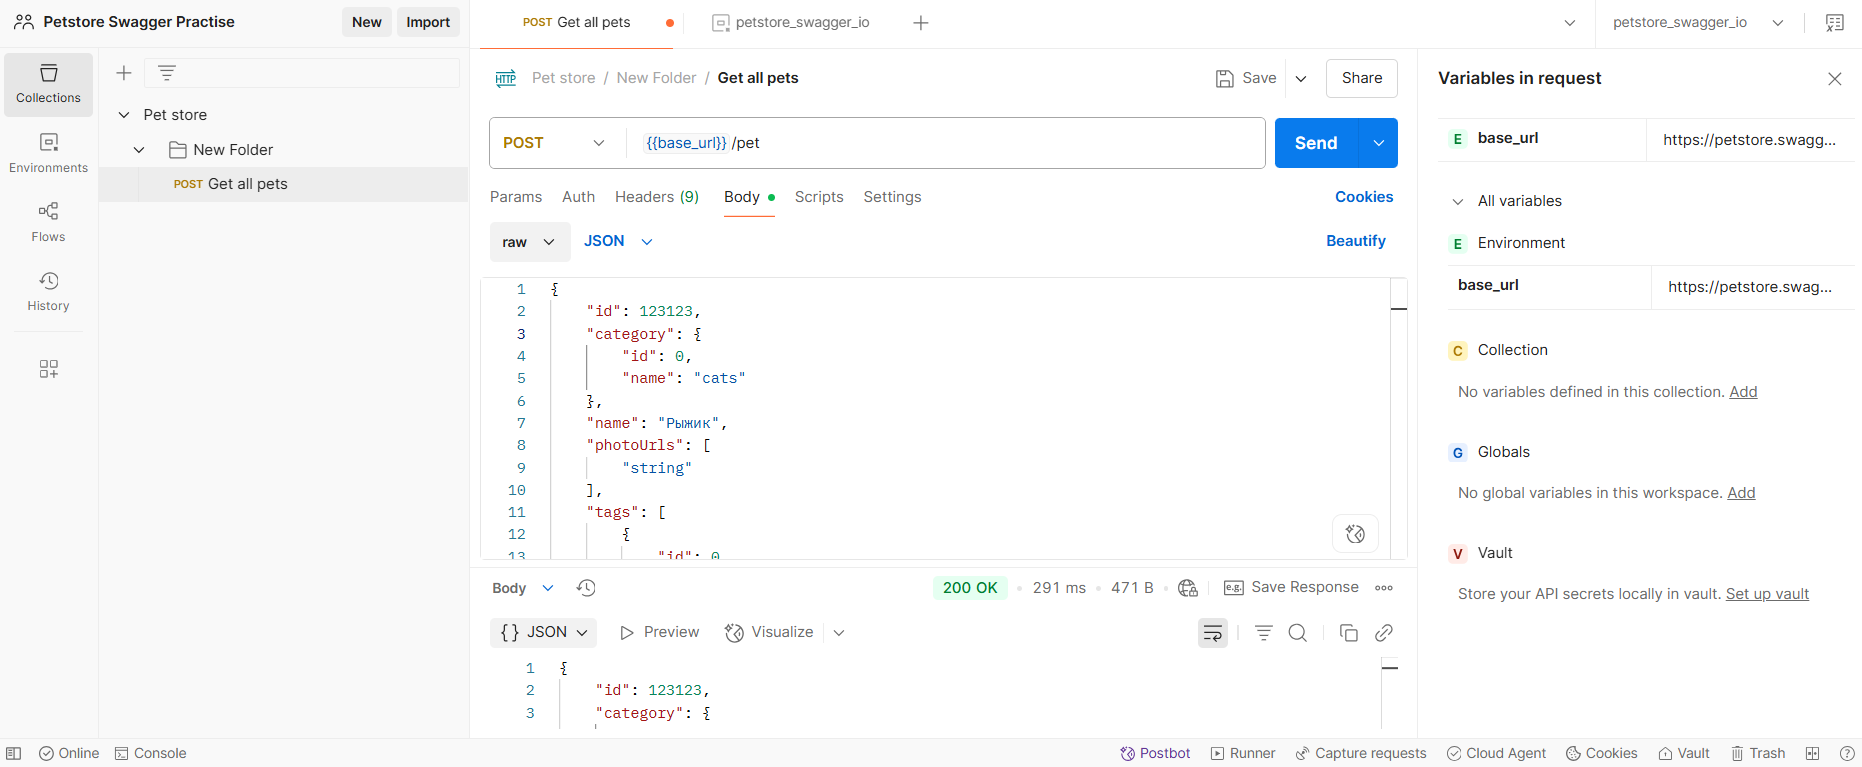 Petstore Swagger Practise
New
Import
POST Get all pets
petstore_swagger_io
petstore_swagger_io
Collections
Environments
Flows
History
Pet store
New Folder
POST Get all pets
HTTP Pet store / New Folder / Get all pets
Save
Share
POST
{{base_url}} /pet
Send
Params Auth Headers (9) Body Scripts Settings
Cookies
raw
JSON
Beautify
1 {
2 "id": 123123,
3 "category": {
4 "id": 0,
5 "name": "cats"
6 },
7 "name": "Рыжик",
8 "photoUrls": [
9 "string"
10 ],
11 "tags": [
12 {
13 "id": 0
Body
200 OK
291 ms
471 B
e.g. Save Response
{} JSON
Preview
Visualize
1 {
2 "id": 123123,
3 "category": {
Variables in request
E base_url
https://petstore.swagg...
All variables
E Environment
base_url
https://petstore.swag...
C Collection
No variables defined in this collection. Add
G Globals
No global variables in this workspace. Add
V Vault
Store your API secrets locally in vault. Set up vault
Online
Console
Postbot
Runner
Capture requests
Cloud Agent
Cookies
Vault
Trash